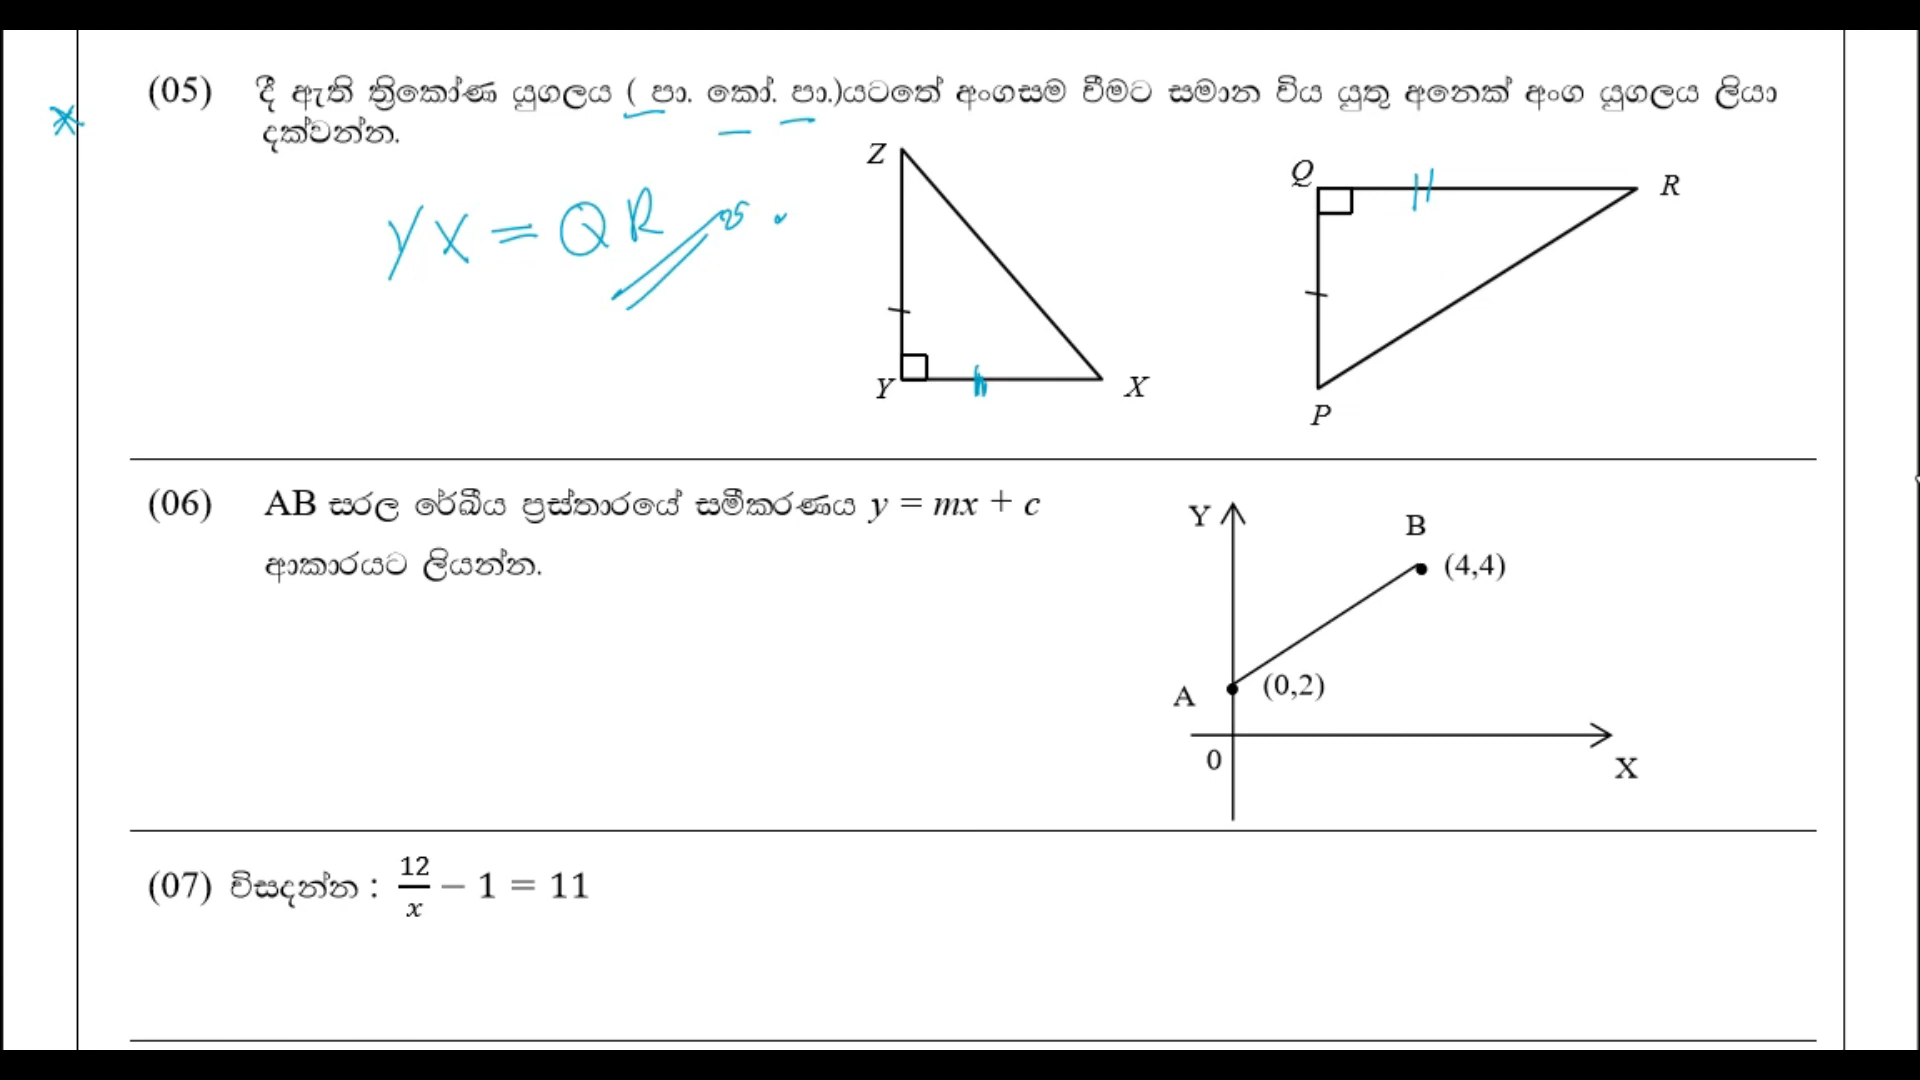 (05) දී ඇති ත්‍රිකෝණ යුගලය ( පා. කෝ. පා.)යටතේ අංගසම වීමට සමාන විය යුතු අනෙක් අංග යුගලය ලියා
දක්වන්න.
Z
Q
R
YX = QR
Y
X
P
(06) AB සරල රේඛීය ප්‍රස්තාරයේ සමීකරණය y = mx + c
ආකාරයට ලියන්න.
Y
B
(4,4)
A
(0,2)
0
X
(07) විසදන්න : 12/x − 1 = 11